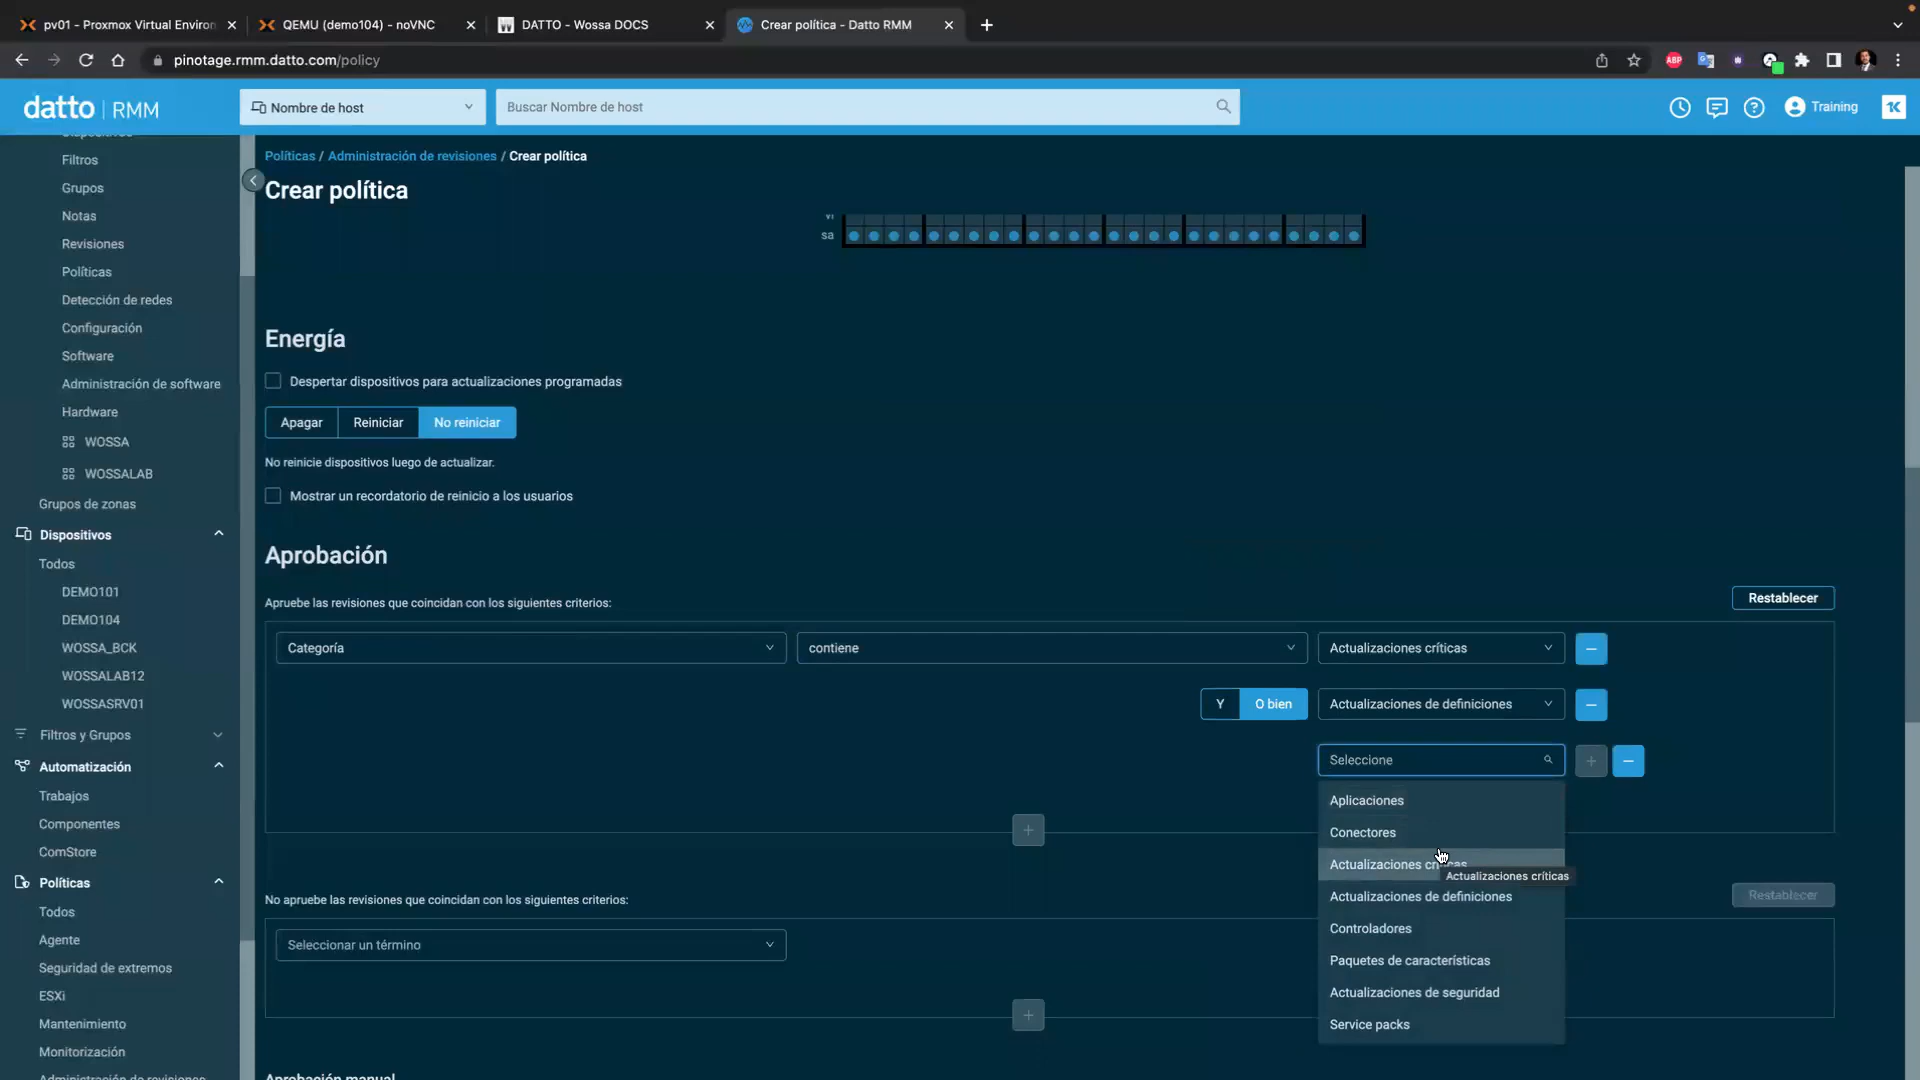 pv01 - Proxmox Virtual Environ
QEMU (demo104) - noVNC
DATTO - Wossa DOCS
Crear política - Datto RMM
pinotage.rmm.datto.com/policy
ABP
datto | RMM
Nombre de host
Buscar Nombre de host
Training
Dispositivos
Filtros
Grupos
Notas
Revisiones
Políticas
Detección de redes
Configuración
Software
Administración de software
Hardware
WOSSA
WOSSALAB
Grupos de zonas
Dispositivos
Todos
DEMO101
DEMO104
WOSSA_BCK
WOSSALAB12
WOSSASRV01
Filtros y Grupos
Automatización
Trabajos
Componentes
ComStore
Políticas
Todos
Agente
Seguridad de extremos
ESXi
Mantenimiento
Monitorización
Administración de revisiones
Políticas / Administración de revisiones / Crear política
Crear política
vi
sa
Energía
Despertar dispositivos para actualizaciones programadas
Apagar Reiniciar No reiniciar
No reinicie dispositivos luego de actualizar.
Mostrar un recordatorio de reinicio a los usuarios
Aprobación
Apruebe las revisiones que coincidan con los siguientes criterios:
Restablecer
Categoría contiene Actualizaciones críticas
Y O bien Actualizaciones de definiciones
Seleccione
Aplicaciones
Conectores
Actualizaciones críticas
Actualizaciones críticas
Actualizaciones de definiciones
Controladores
Paquetes de características
Actualizaciones de seguridad
Service packs
No apruebe las revisiones que coincidan con los siguientes criterios:
Restablecer
Seleccionar un término
Aprobación manual